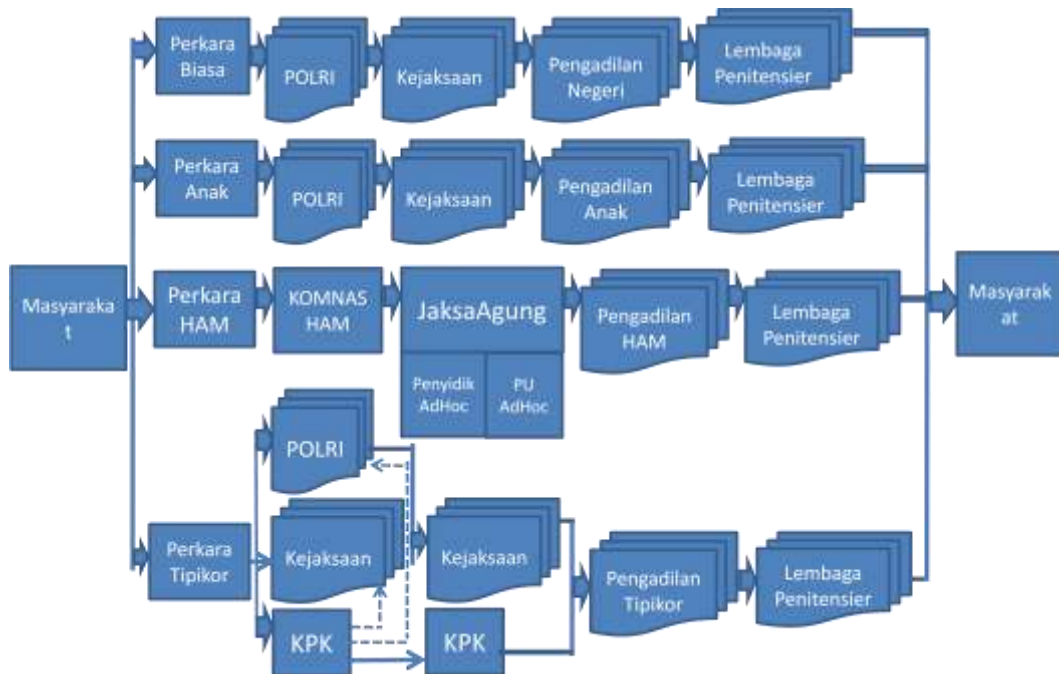 Perkara
Biasa
POLRI
Kejaksaan
Pengadilan
Negeri
Lembaga
Penitensier
Perkara
Anak
POLRI
Kejaksaan
Pengadilan
Anak
Lembaga
Penitensier
Masyaraka
t
Perkara
HAM
KOMNAS
HAM
JaksaAgung
Penyidik
AdHoc
PU
AdHoc
Pengadilan
HAM
Lembaga
Penitensier
Masyarak
at
POLRI
Perkara
Tipikor
Kejaksaan
Kejaksaan
Pengadilan
Tipikor
Lembaga
Penitensier
KPK
KPK